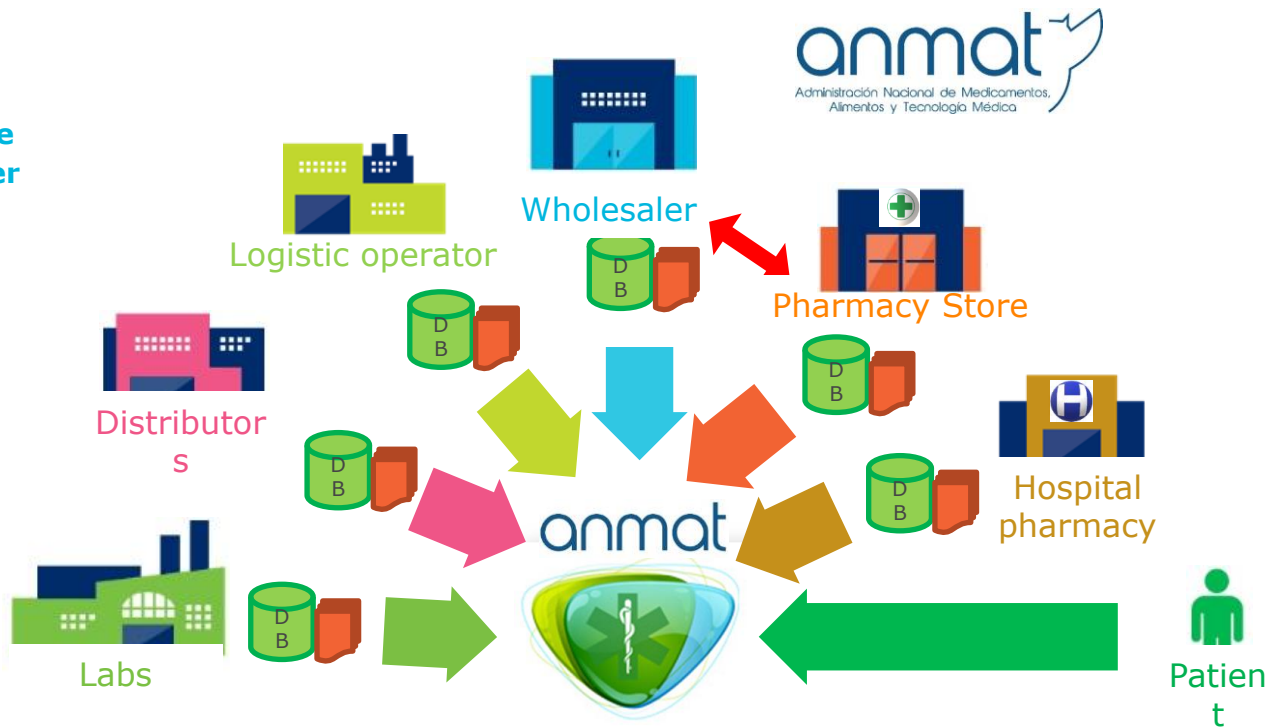 anmat
Administración Nacional de Medicamentos,
Alimentos y Tecnología Médica
e
er
Wholesaler
Logistic operator
Pharmacy Store
Distributor
s
Hospital
pharmacy
Labs
Patien
t
D
B
D
B
D
B
D
B
D
B
D
B
D
B
H
anmat